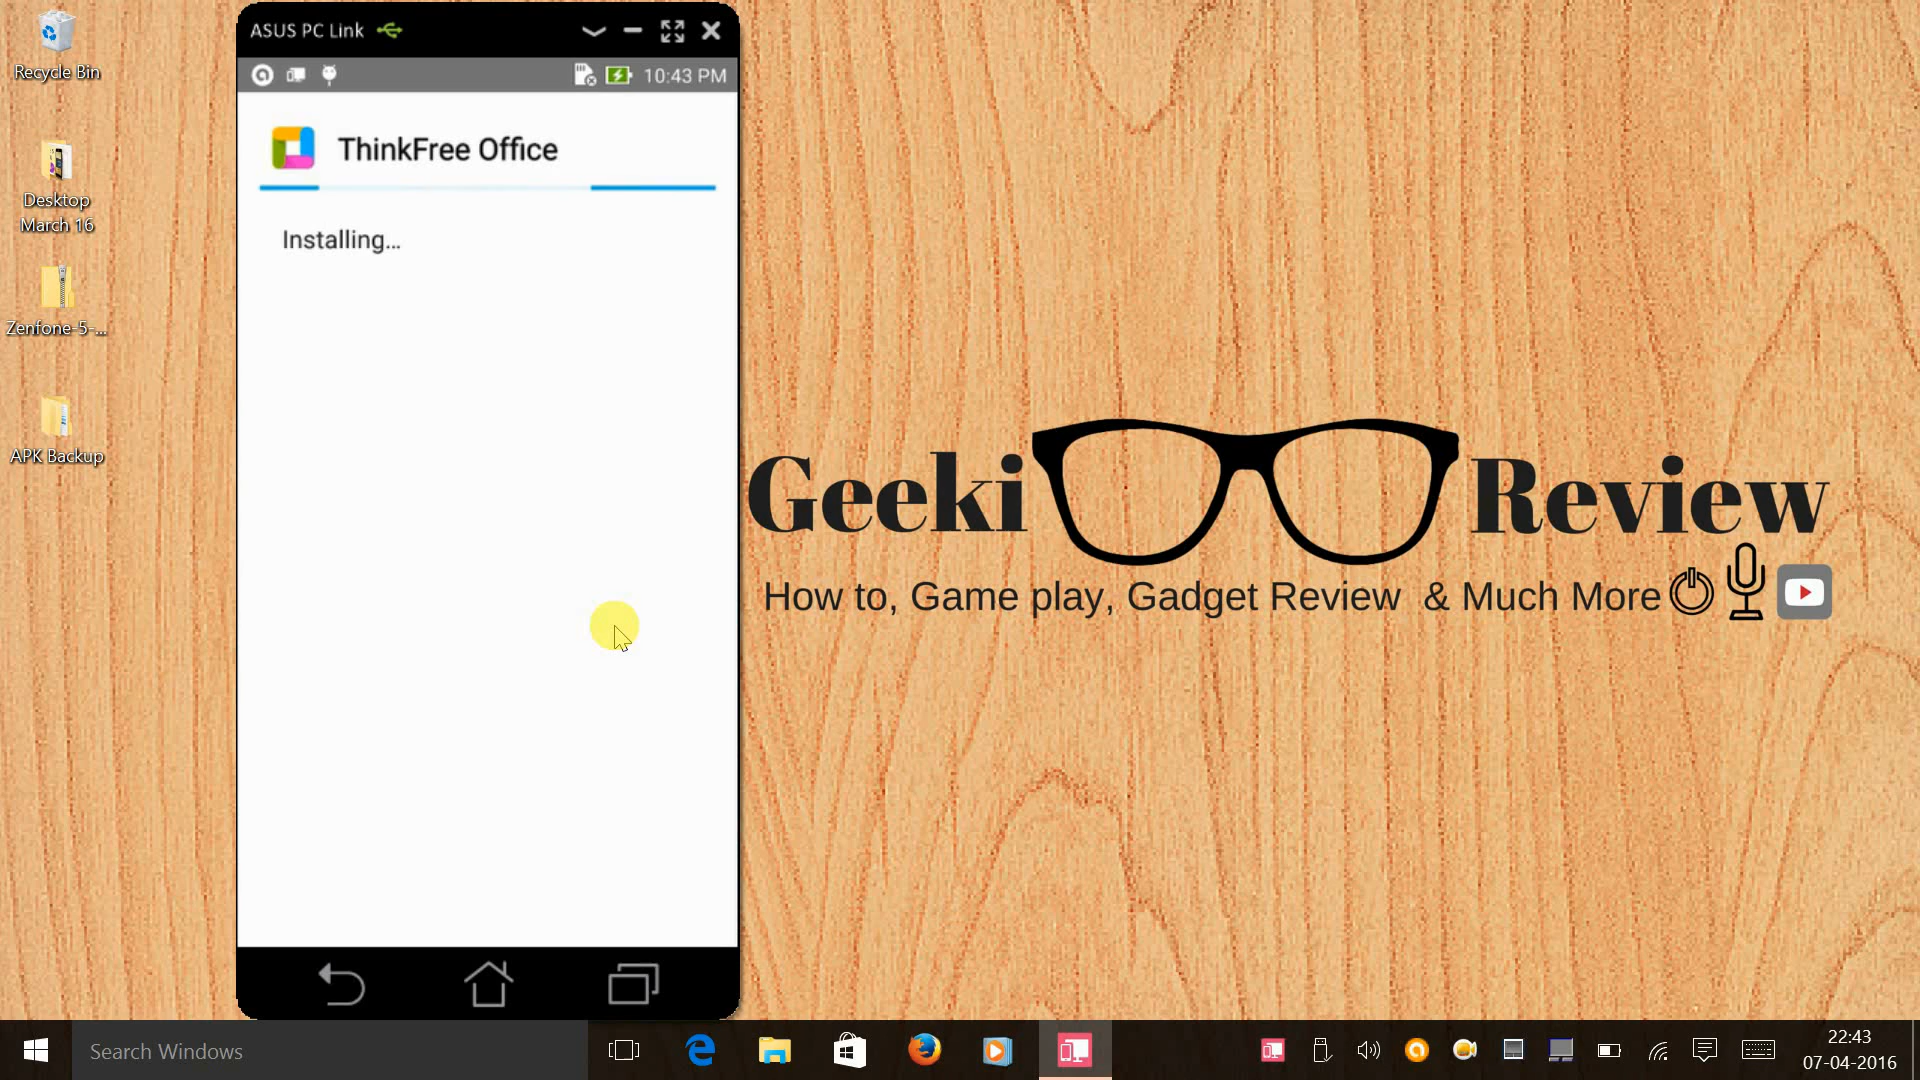 Recycle Bin
Desktop
March 16
Zenfone-5-...
APK Backup
ASUS PC Link
10:43 PM
ThinkFree Office
Installing...
Geeki Review
How to, Game play, Gadget Review & Much More
Search Windows
22:43
07-04-2016